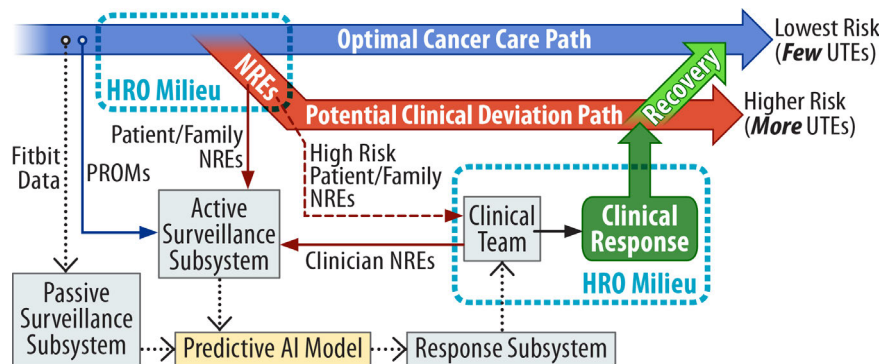 Optimal Cancer Care Path
Lowest Risk
(Few UTEs)
HRO Milieu
NREs
Recovery
Potential Clinical Deviation Path
Higher Risk
(More UTEs)
Fitbit
Data
PROMs
Patient/Family
NREs
High Risk
Patient/Family
NREs
Active
Surveillance
Subsystem
Clinical
Team
Clinical
Response
Clinician NREs
HRO Milieu
Passive
Surveillance
Subsystem
Predictive AI Model
Response Subsystem